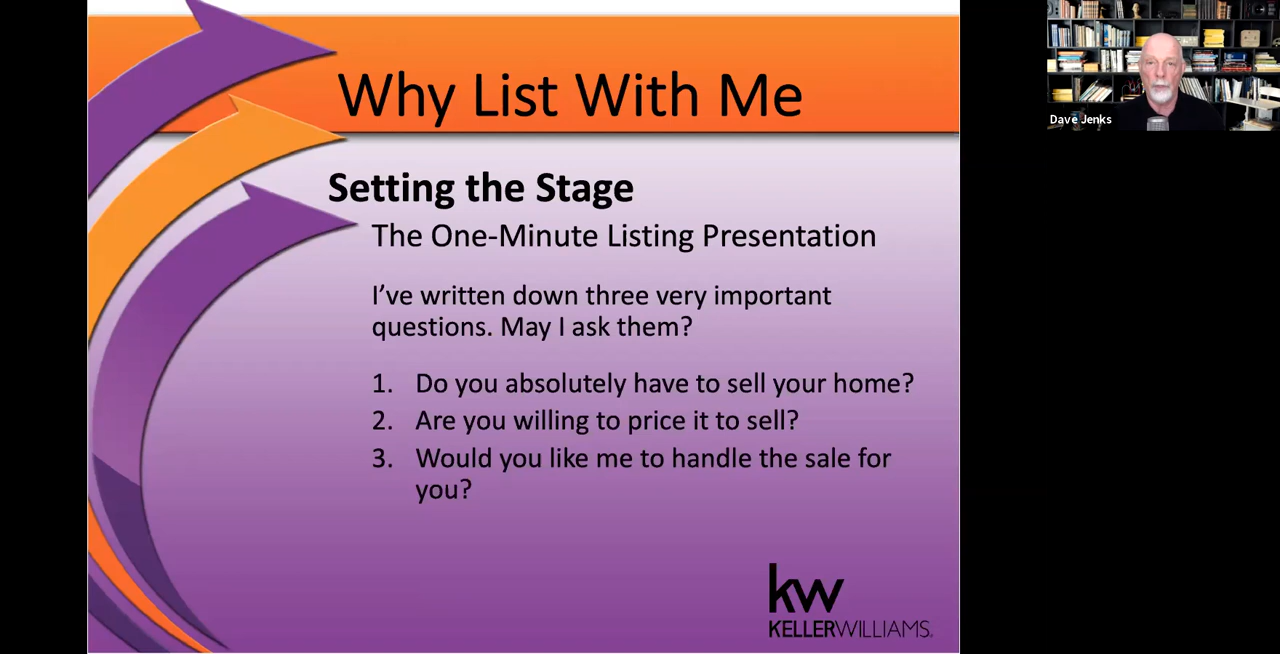 Why List With Me
Dave Jenks
Setting the Stage
The One-Minute Listing Presentation
I've written down three very important
questions. May I ask them?
1. Do you absolutely have to sell your home?
2. Are you willing to price it to sell?
3. Would you like me to handle the sale for
you?
kw
KELLERWILLIAMS.